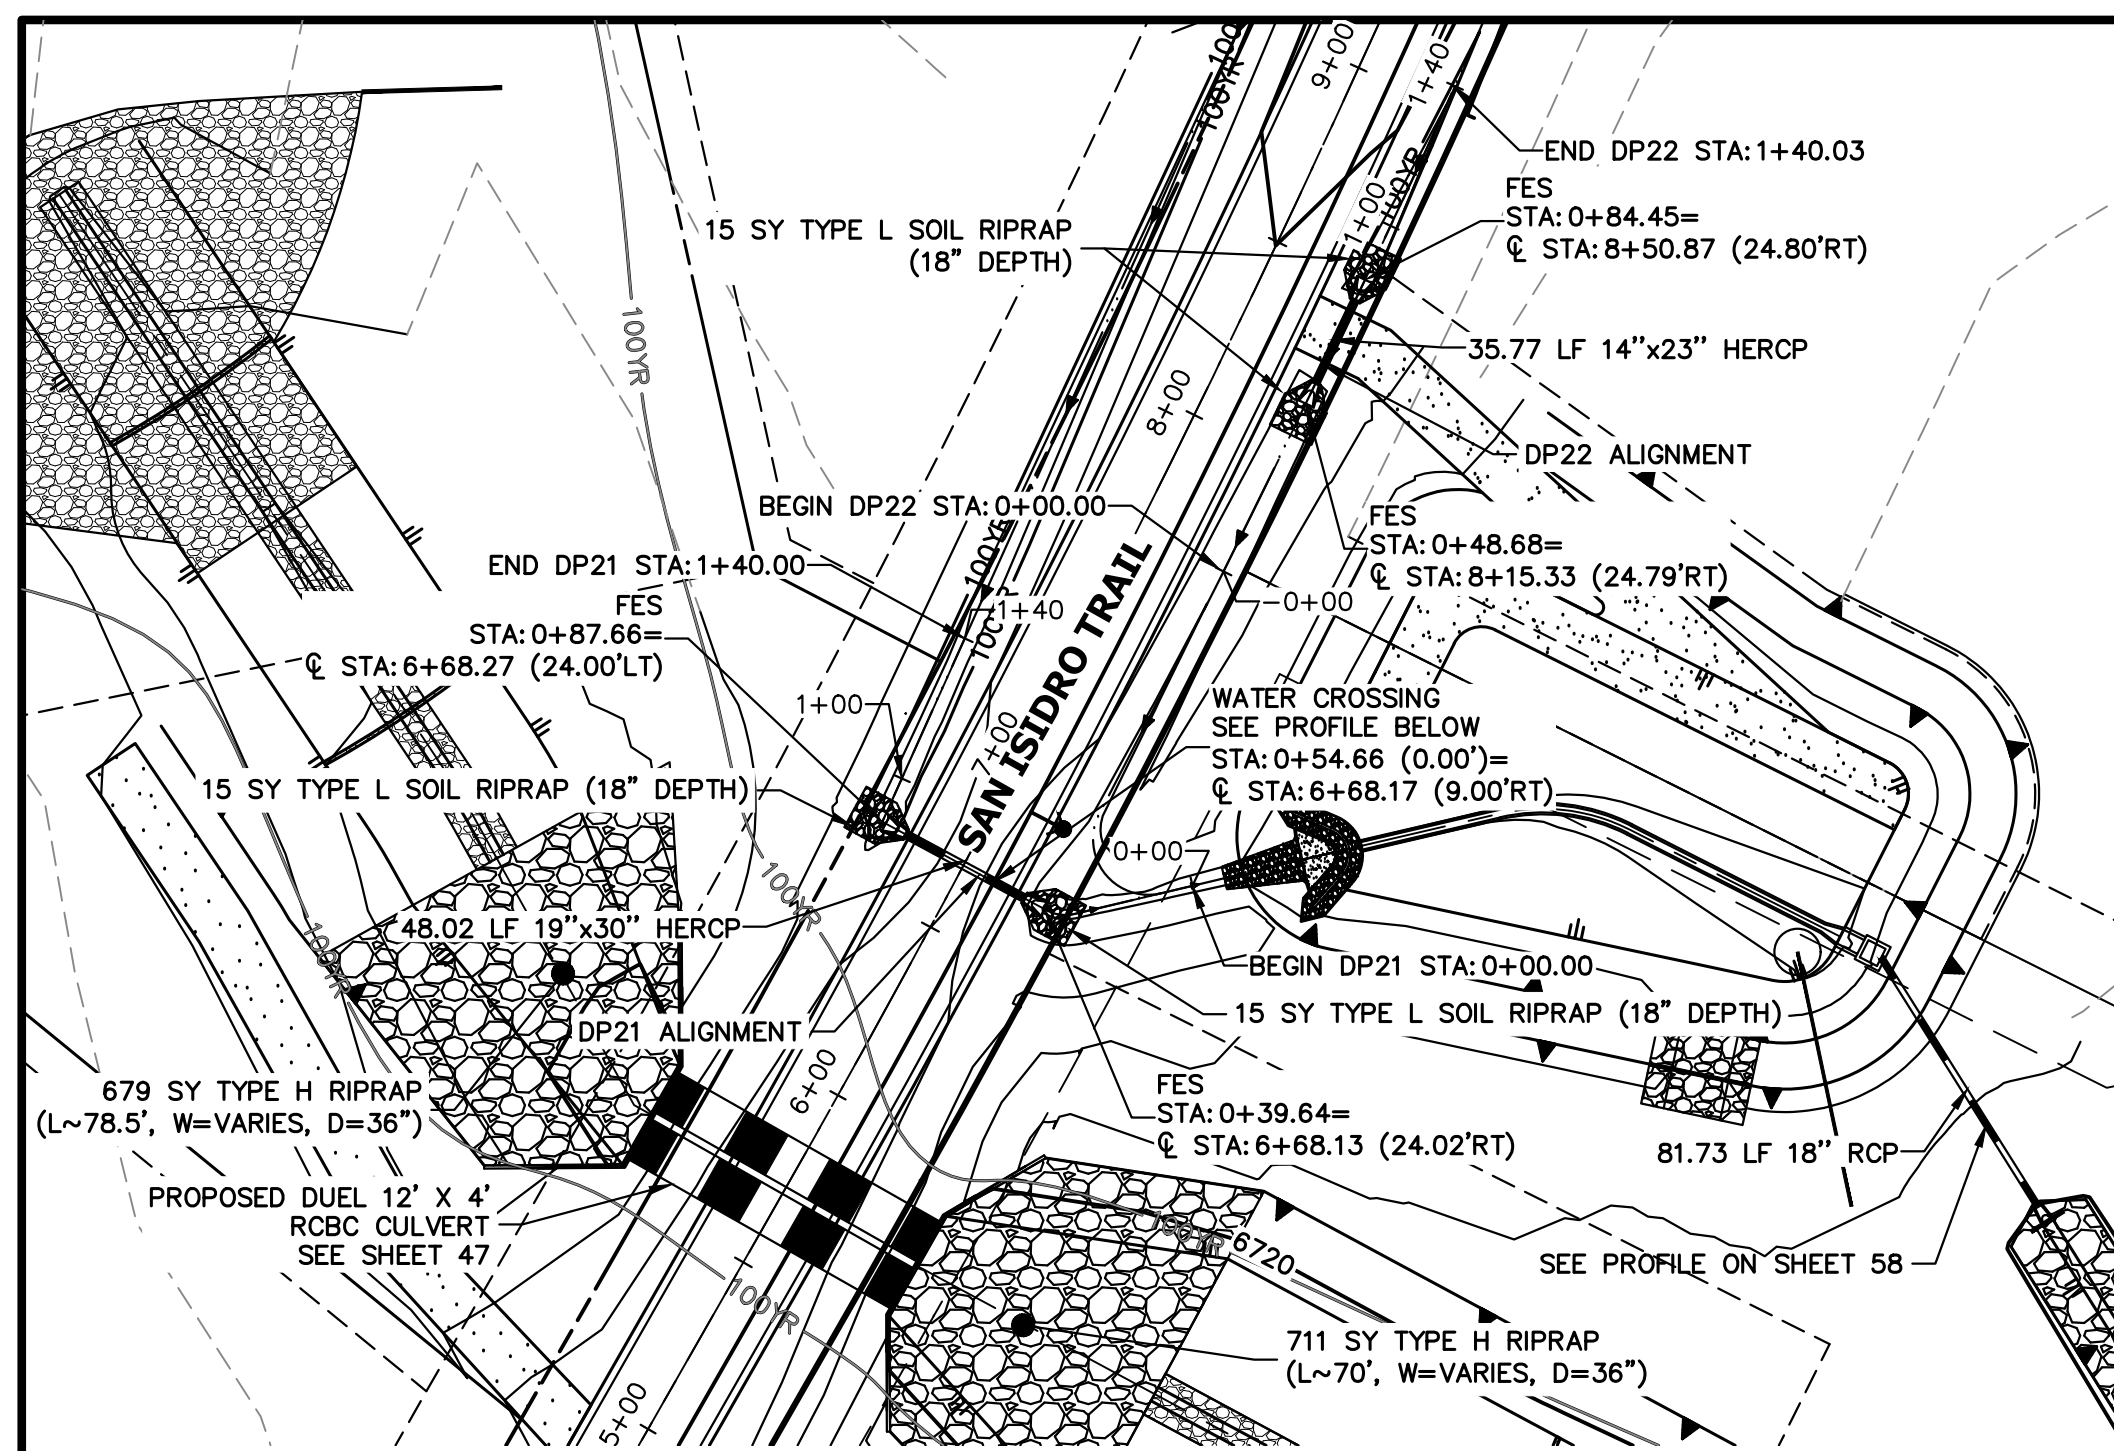 100
100YR
9+00
1+40
END DP22 STA: 1+40.03
FES
STA: 0+84.45=
℄ STA: 8+50.87 (24.80'RT)
100YR
1+00
15 SY TYPE L SOIL RIPRAP
(18" DEPTH)
100YR
35.77 LF 14"x23" HERCP
8+00
DP22 ALIGNMENT
BEGIN DP22 STA: 0+00.00
FES
STA: 0+48.68=
℄ STA: 8+15.33 (24.79'RT)
100YR
END DP21 STA: 1+40.00
1+40
0+00
FES
STA: 0+87.66=
℄ STA: 6+68.27 (24.00'LT)
SAN ISIDRO TRAIL
1+00
7+00
WATER CROSSING
SEE PROFILE BELOW
STA: 0+54.66 (0.00')=
℄ STA: 6+68.17 (9.00'RT)
15 SY TYPE L SOIL RIPRAP (18" DEPTH)
0+00
100YR
100YR
48.02 LF 19"x30" HERCP
BEGIN DP21 STA: 0+00.00
15 SY TYPE L SOIL RIPRAP (18" DEPTH)
DP21 ALIGNMENT
6+00
679 SY TYPE H RIPRAP
(L~78.5', W=VARIES, D=36")
FES
STA: 0+39.64=
℄ STA: 6+68.13 (24.02'RT)
81.73 LF 18" RCP
PROPOSED DUEL 12' X 4'
RCBC CULVERT
SEE SHEET 47
100YR
6720
SEE PROFILE ON SHEET 58
100YR
711 SY TYPE H RIPRAP
(L~70', W=VARIES, D=36")
5+00